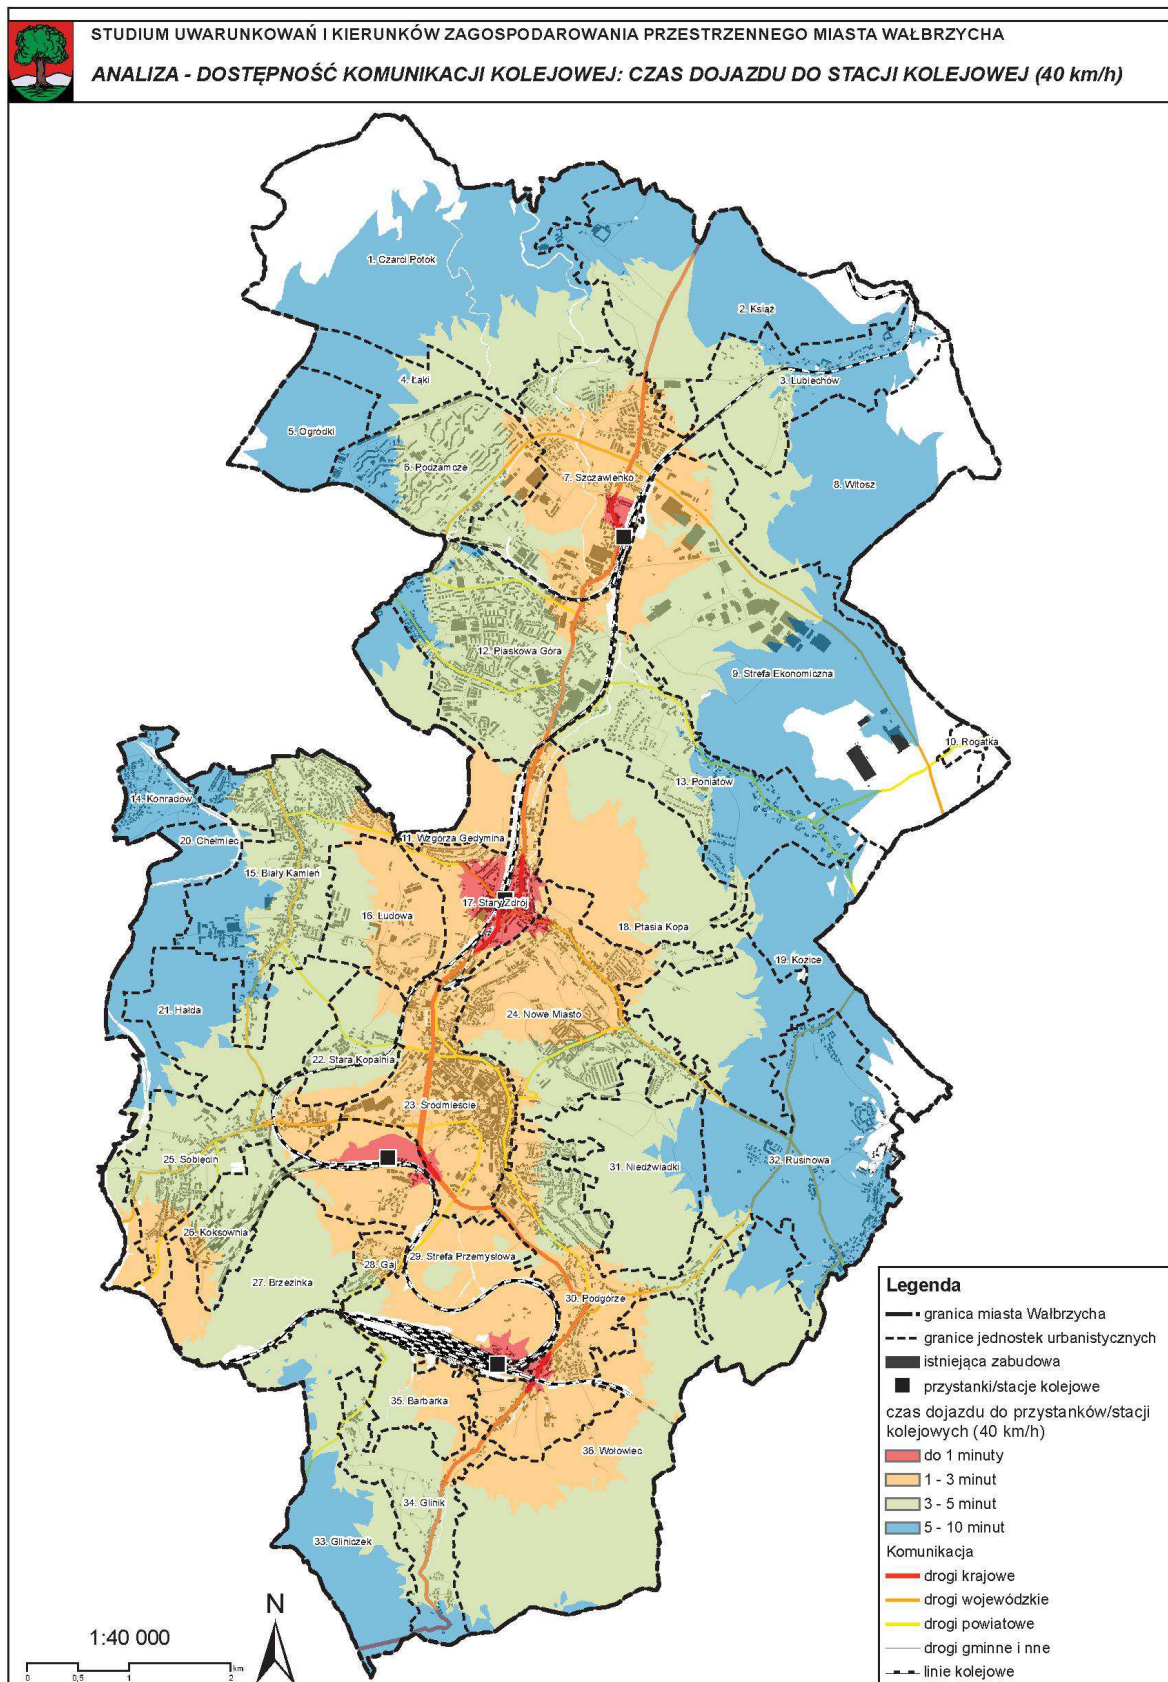 STUDIUM UWARUNKOWAŃ I KIERUNKÓW ZAGOSPODAROWANIA PRZESTRZENNEGO MIASTA WAŁBRZYCHA
ANALIZA - DOSTĘPNOŚĆ KOMUNIKACJI KOLEJOWEJ: CZAS DOJAZDU DO STACJI KOLEJOWEJ (40 km/h)
1. Czarci Potok
2. Książ
3. Lubiechów
4. Łąki
5. Ogródki
6. Podzamcze
7. Szczawienko
8. Witosz
12. Piaskowa Góra
9. Strefa Ekonomiczna
10. Rogatka
13. Poniatów
14. Konradów
20. Chełmiec
11. Wzgórza Gedymina
15. Biały Kamień
16. Ludowa
17. Stary Zdrój
18. Ptasia Kopa
19. Kozice
21. Hałda
24. Nowe Miasto
22. Stara Kopalnia
23. Śródmieście
25. Sobięcin
31. Niedźwiadki
32. Rusinowa
26. Koksownia
29. Strefa Przemysłowa
28. Gaj
27. Brzezinka
30. Podgórze
35. Barbarka
36. Wołowiec
34. Glinik
33. Gliniczek
Legenda
granica miasta Wałbrzycha
granice jednostek urbanistycznych
istniejąca zabudowa
przystanki/stacje kolejowe
czas dojazdu do przystanków/stacji
kolejowych (40 km/h)
do 1 minuty
1 - 3 minut
3 - 5 minut
5 - 10 minut
Komunikacja
drogi krajowe
drogi wojewódzkie
drogi powiatowe
drogi gminne i nne
linie kolejowe
N
1:40 000
km
0 0,5 1 2